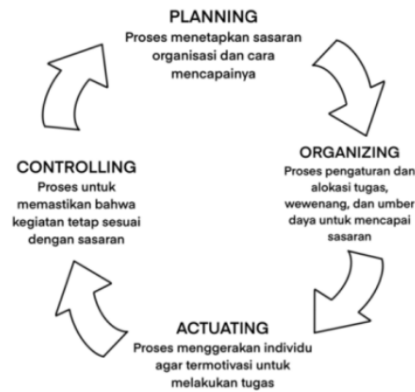 PLANNING
Proses menetapkan sasaran
organisasi dan cara
mencapainya
ORGANIZING
Proses pengaturan dan
alokasi tugas,
wewenang, dan umber
daya untuk mencapai
sasaran
ACTUATING
Proses menggerakan individu
agar termotivasi untuk
melakukan tugas
CONTROLLING
Proses untuk
memastikan bahwa
kegiatan tetap sesuai
dengan sasaran